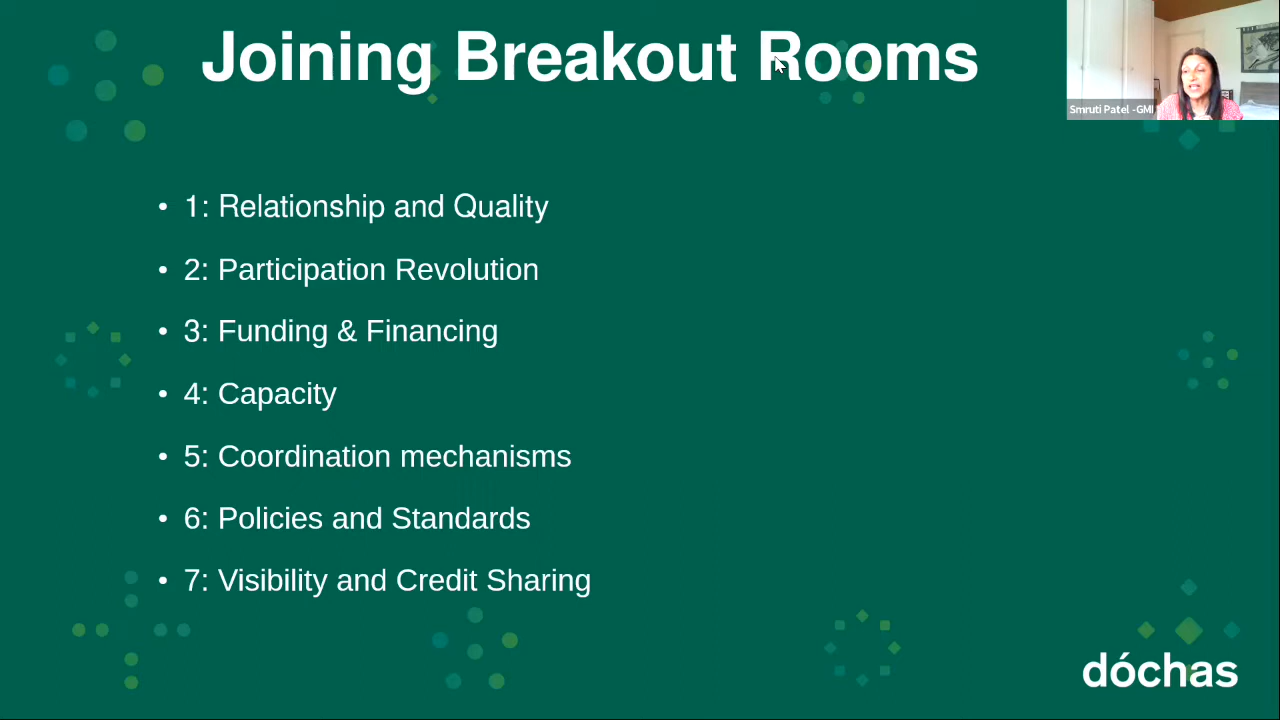 Joining Breakout Rooms
Smruti Patel -GMI
• 1: Relationship and Quality
• 2: Participation Revolution
• 3: Funding & Financing
• 4: Capacity
• 5: Coordination mechanisms
• 6: Policies and Standards
• 7: Visibility and Credit Sharing
dóchas